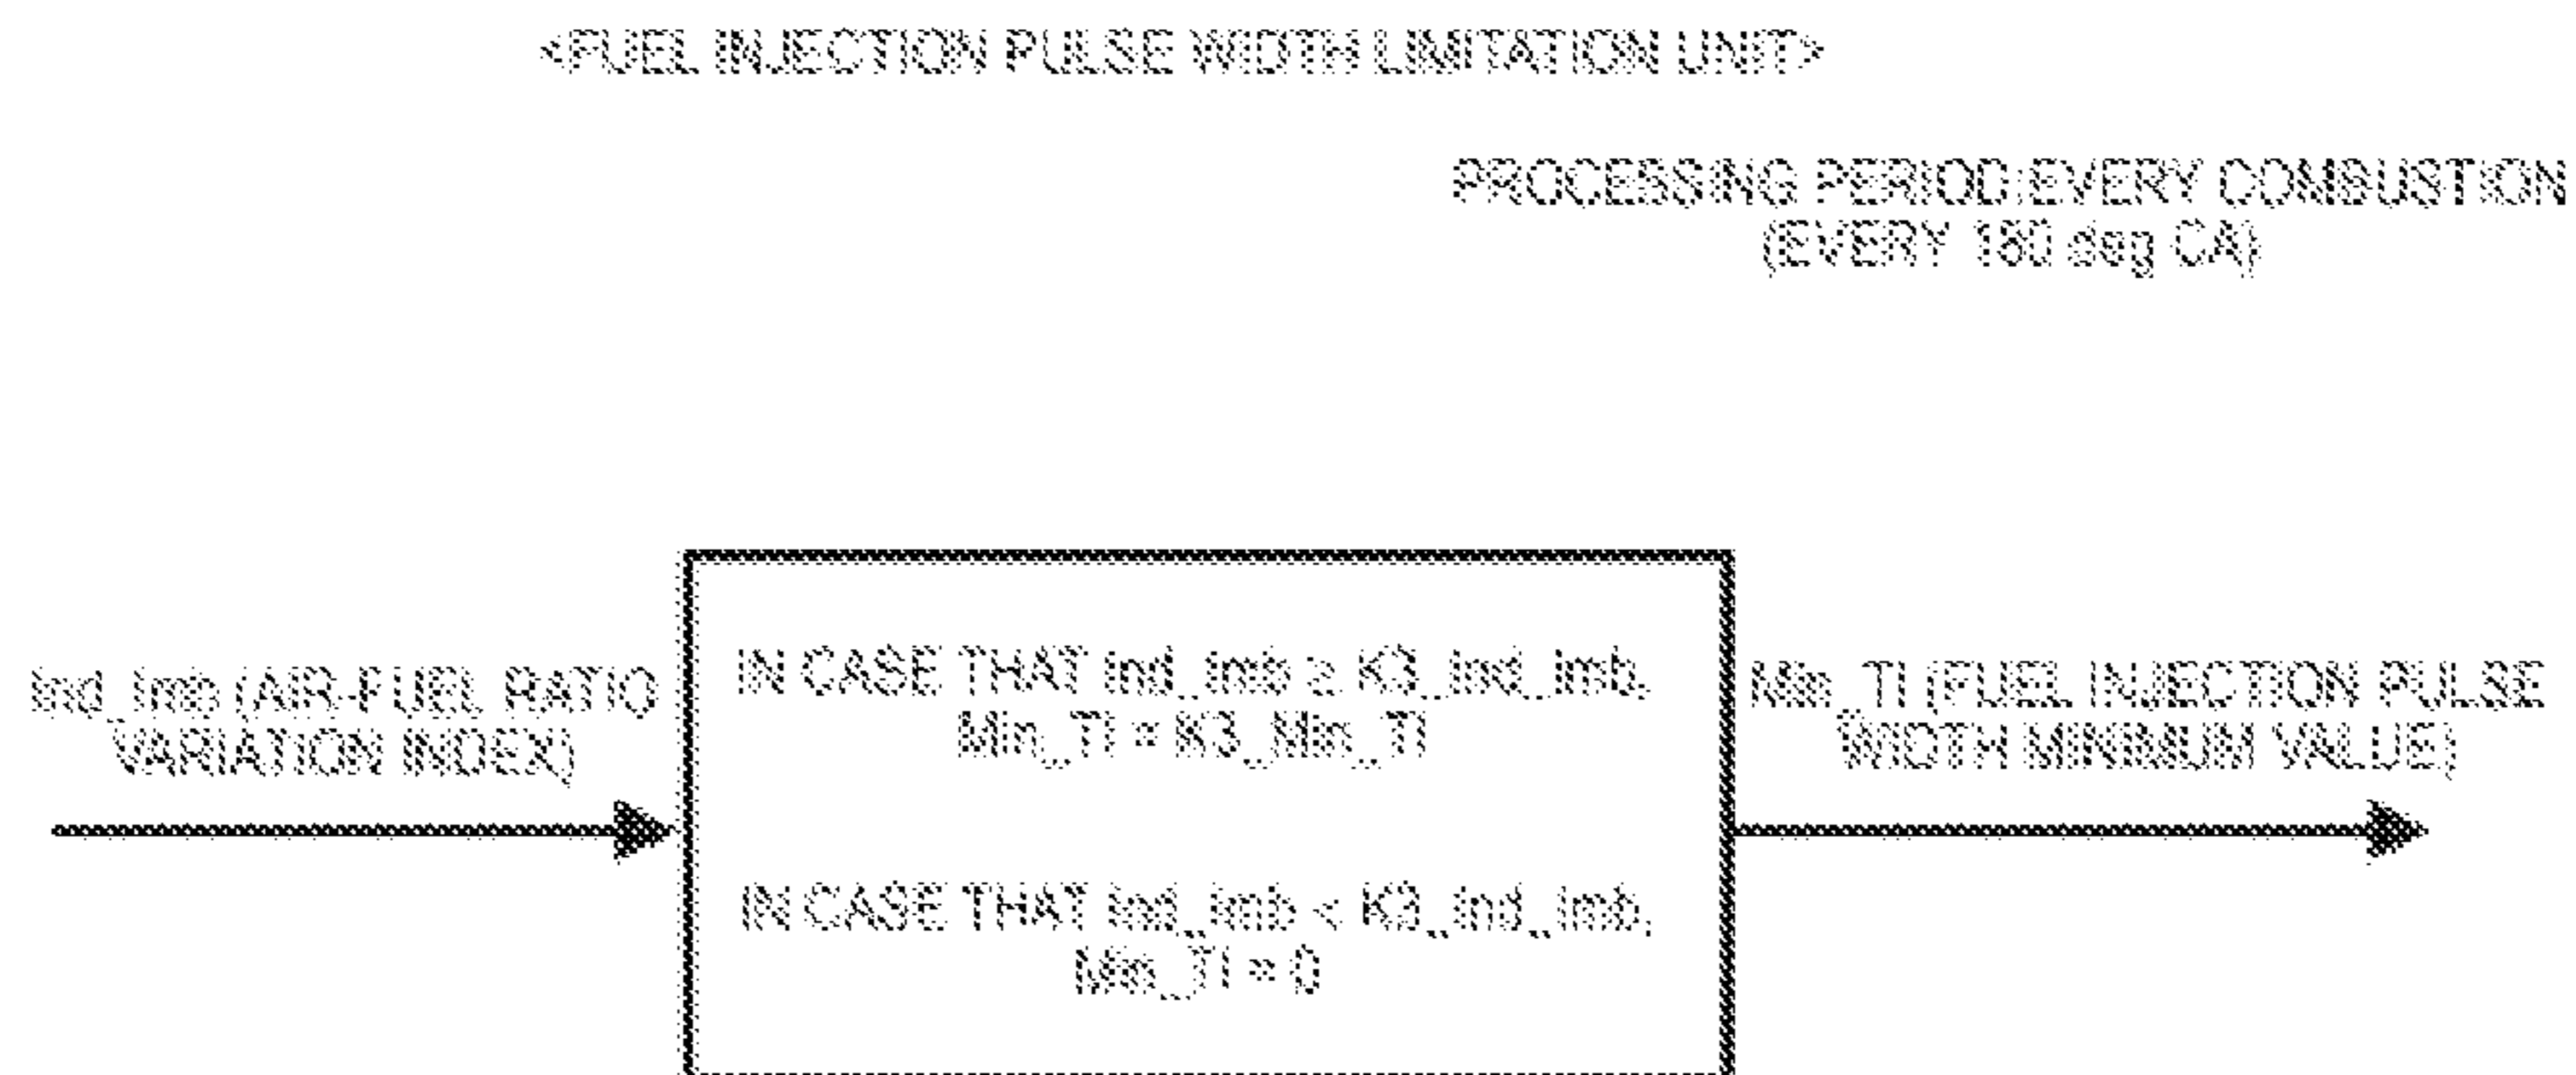 <FUEL INJECTION PULSE WIDTH LIMITATION UNIT>
PROCESSING PERIOD:EVERY COMBUSTION
(EVERY 180 deg CA)
Ind_Imb (AIR-FUEL RATIO
VARIATION INDEX)
IN CASE THAT Ind_Imb ≥ K3_Ind_Imb,
Min_TI = K3_Min_TI
IN CASE THAT Ind_Imb < K3_Ind_Imb,
Min_TI = 0
Min_TI (FUEL INJECTION PULSE
WIDTH MINIMUM VALUE)